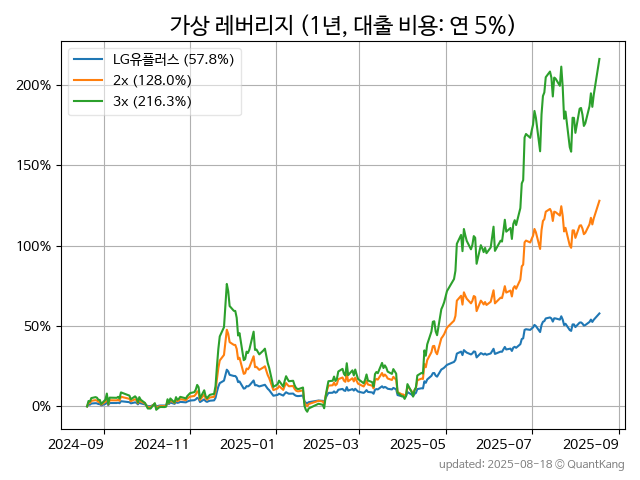 가상 레버리지 (1년, 대출 비용: 연 5%)
LG유플러스 (57.8%)
2x (128.0%)
3x (216.3%)
200%
150%
100%
50%
0%
2024-09 2024-11 2025-01 2025-03 2025-05 2025-07 2025-09
updated: 2025-08-18 © QuantKang